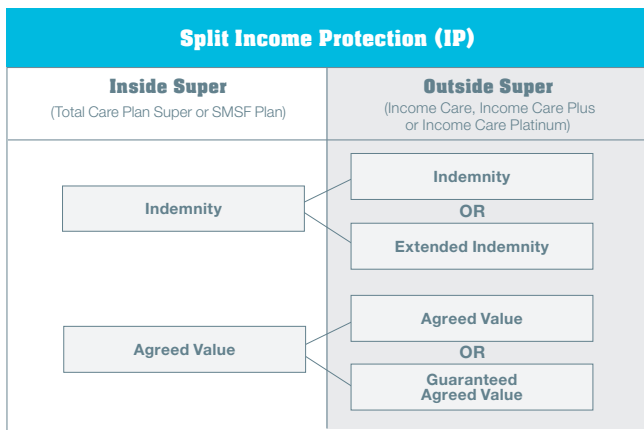 Split Income Protection (IP)
Inside Super
(Total Care Plan Super or SMSF Plan)
Outside Super
(Income Care, Income Care Plus
or Income Care Platinum)
Indemnity
Indemnity
OR
Extended Indemnity
Agreed Value
Agreed Value
OR
Guaranteed
Agreed Value